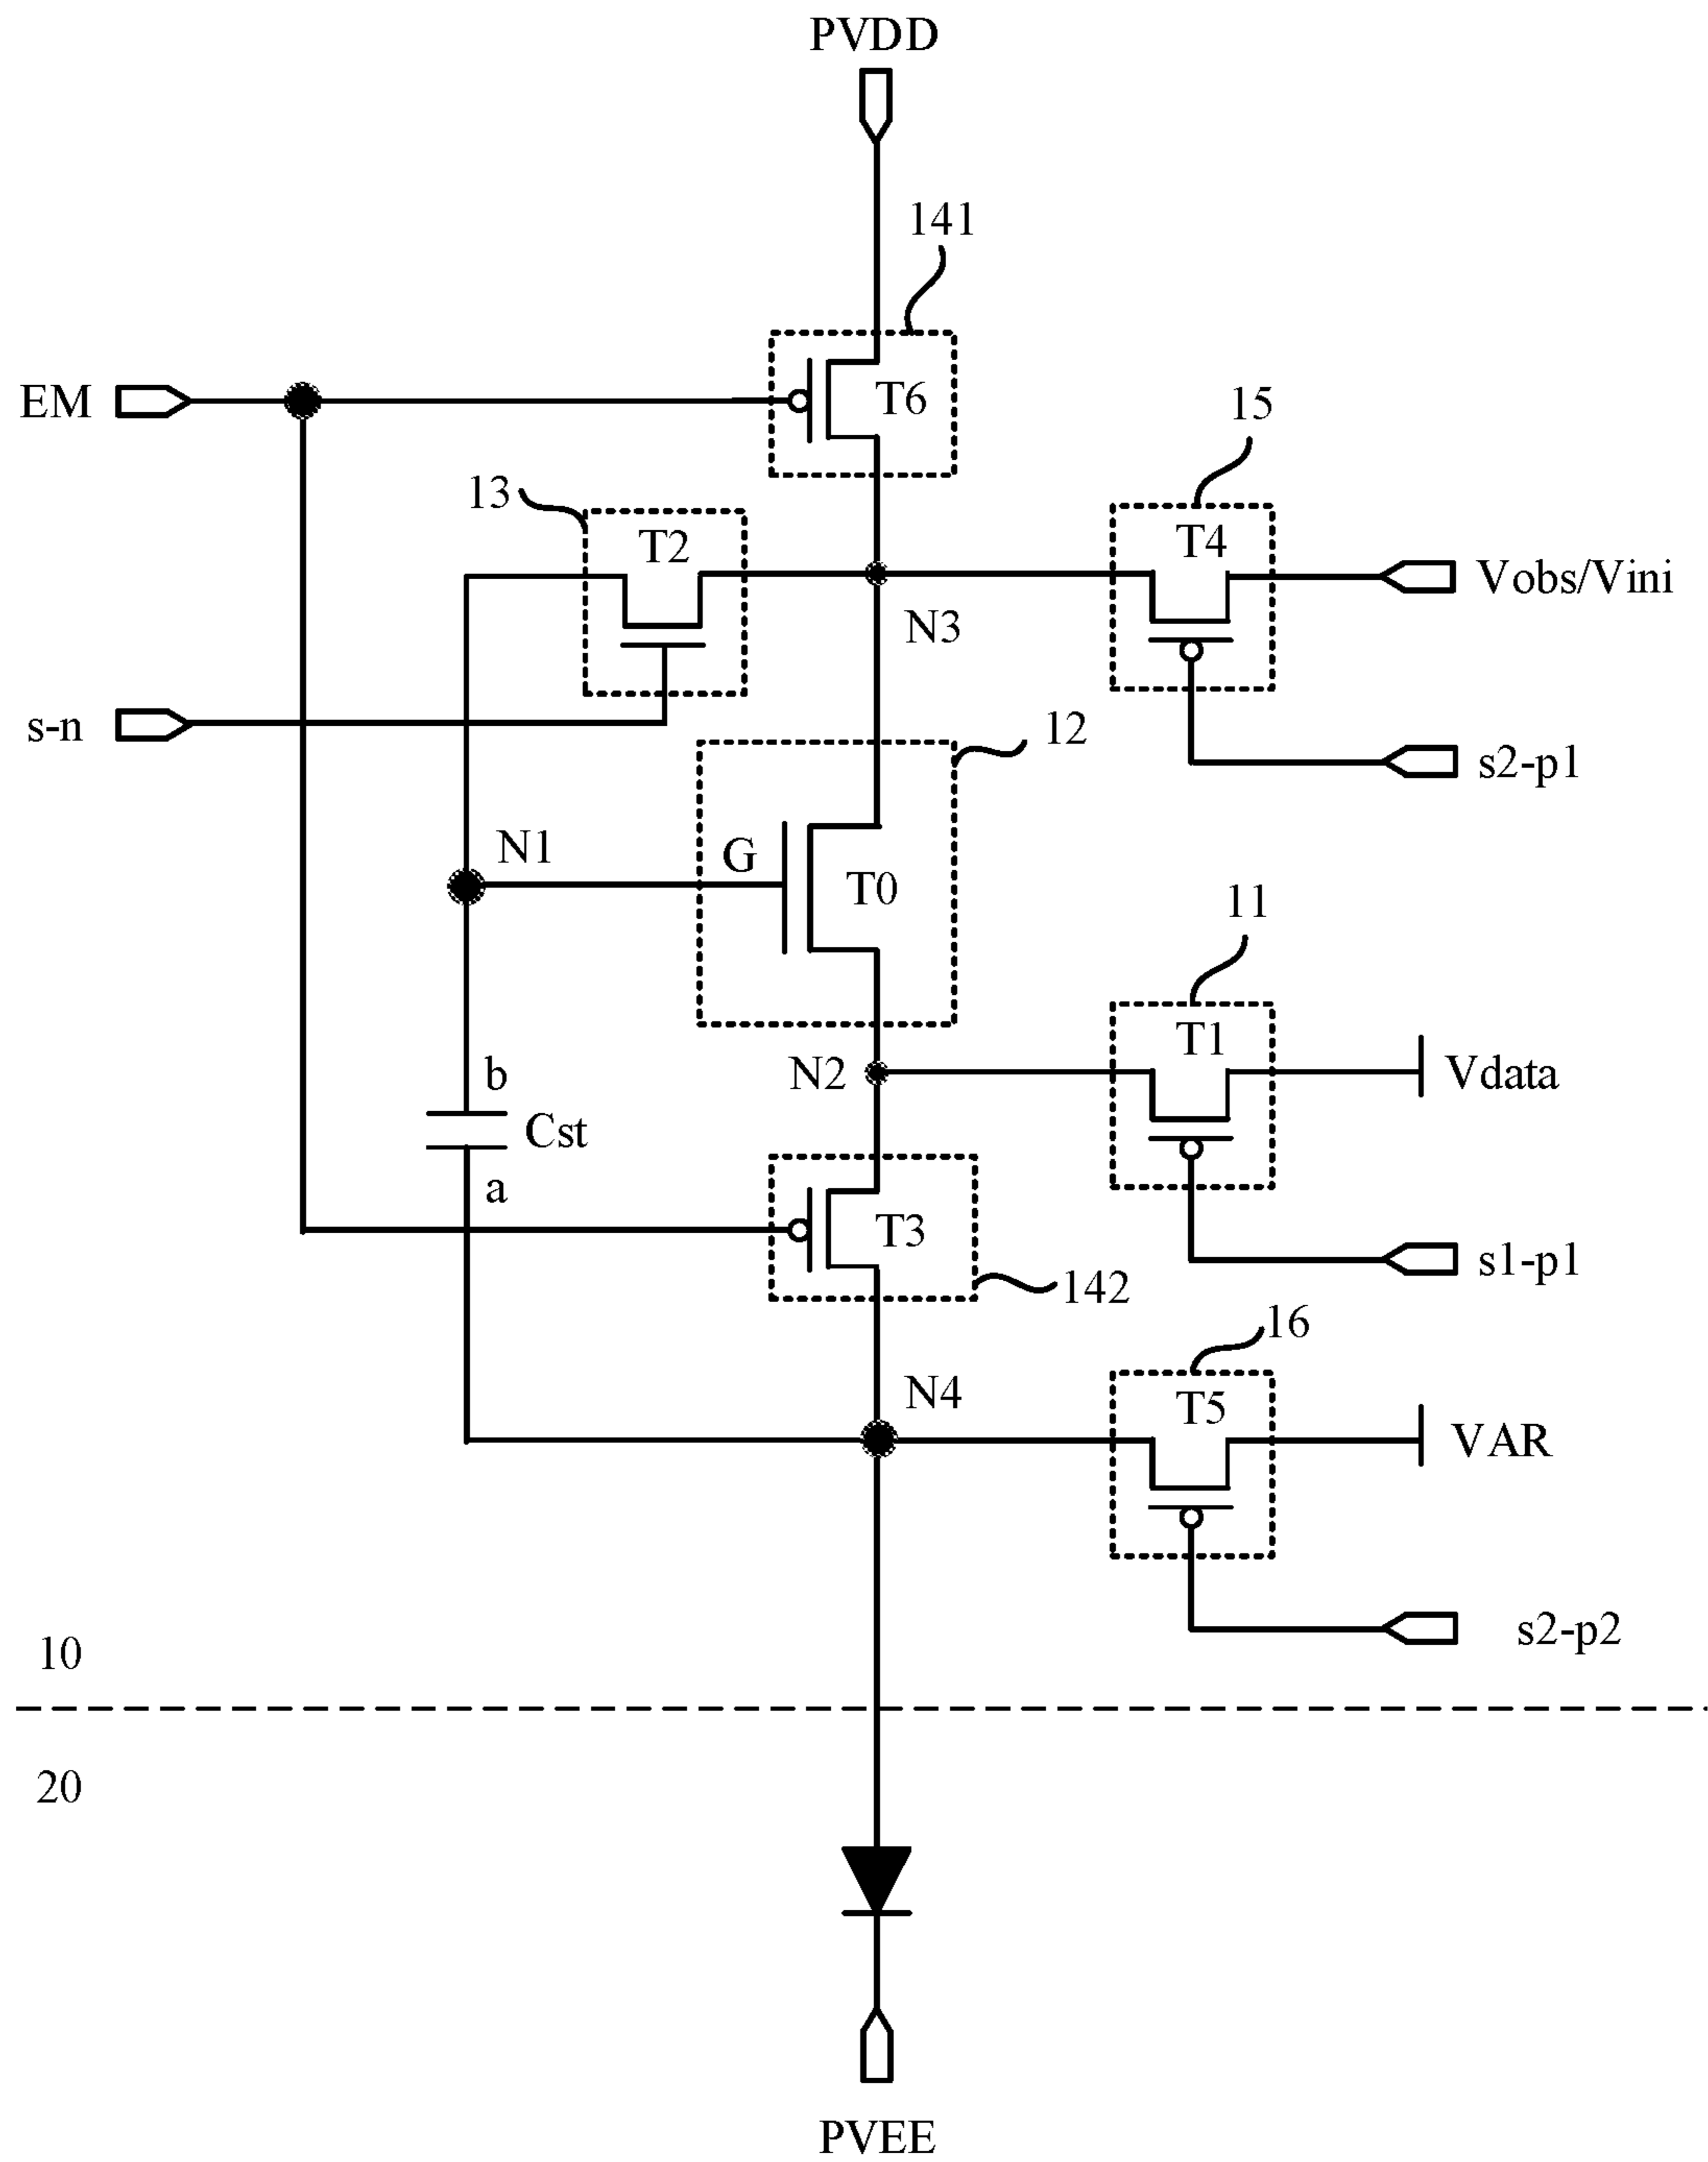 PVDD
141
EM
T6
15
13
T2
T4
Vobs/Vini
N3
s-n
12
s2-p1
N1
G
T0
11
T1
N2
b
Vdata
Cst
a
T3
s1-p1
142
16
N4
T5
VAR
s2-p2
10
20
PVEE